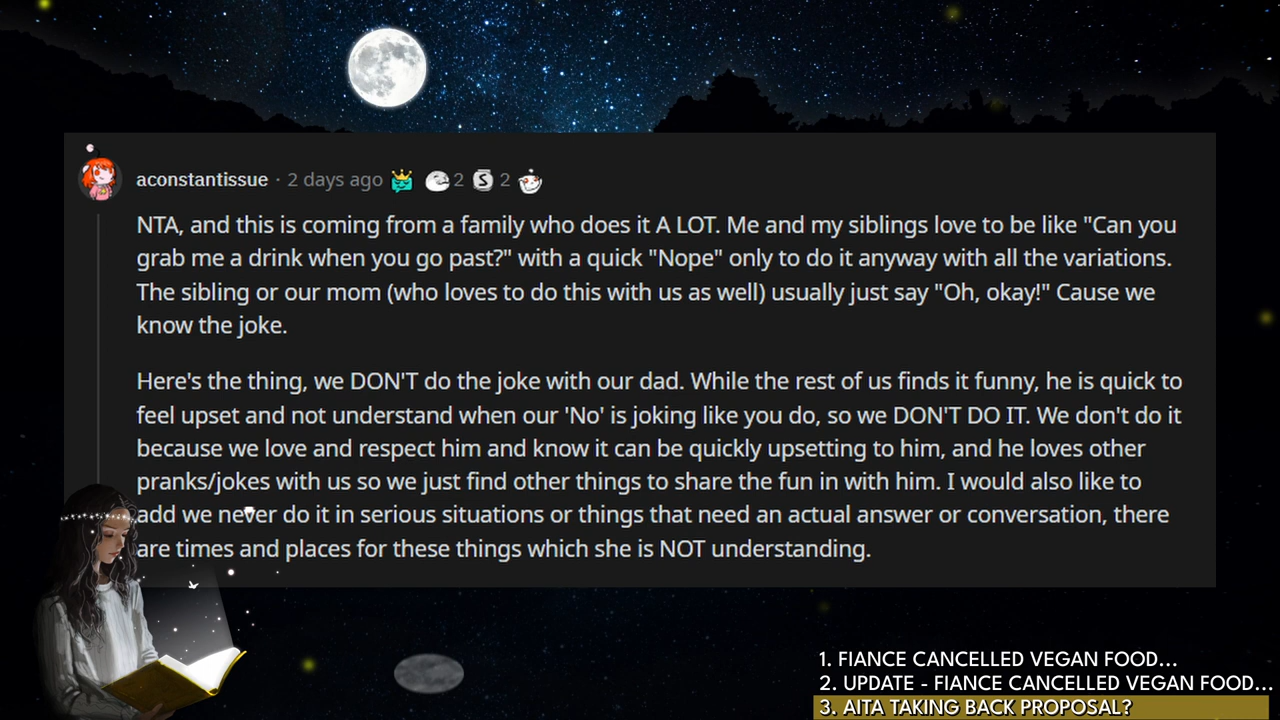 aconstantissue · 2 days ago 2 2
NTA, and this is coming from a family who does it A LOT. Me and my siblings love to be like "Can you
grab me a drink when you go past?" with a quick "Nope" only to do it anyway with all the variations.
The sibling or our mom (who loves to do this with us as well) usually just say "Oh, okay!" Cause we
know the joke.
Here's the thing, we DON'T do the joke with our dad. While the rest of us finds it funny, he is quick to
feel upset and not understand when our 'No' is joking like you do, so we DON'T DO IT. We don't do it
because we love and respect him and know it can be quickly upsetting to him, and he loves other
pranks/jokes with us so we just find other things to share the fun in with him. I would also like to
add we never do it in serious situations or things that need an actual answer or conversation, there
are times and places for these things which she is NOT understanding.
1. FIANCE CANCELLED VEGAN FOOD...
2. UPDATE - FIANCE CANCELLED VEGAN FOOD...
3. AITA TAKING BACK PROPOSAL?